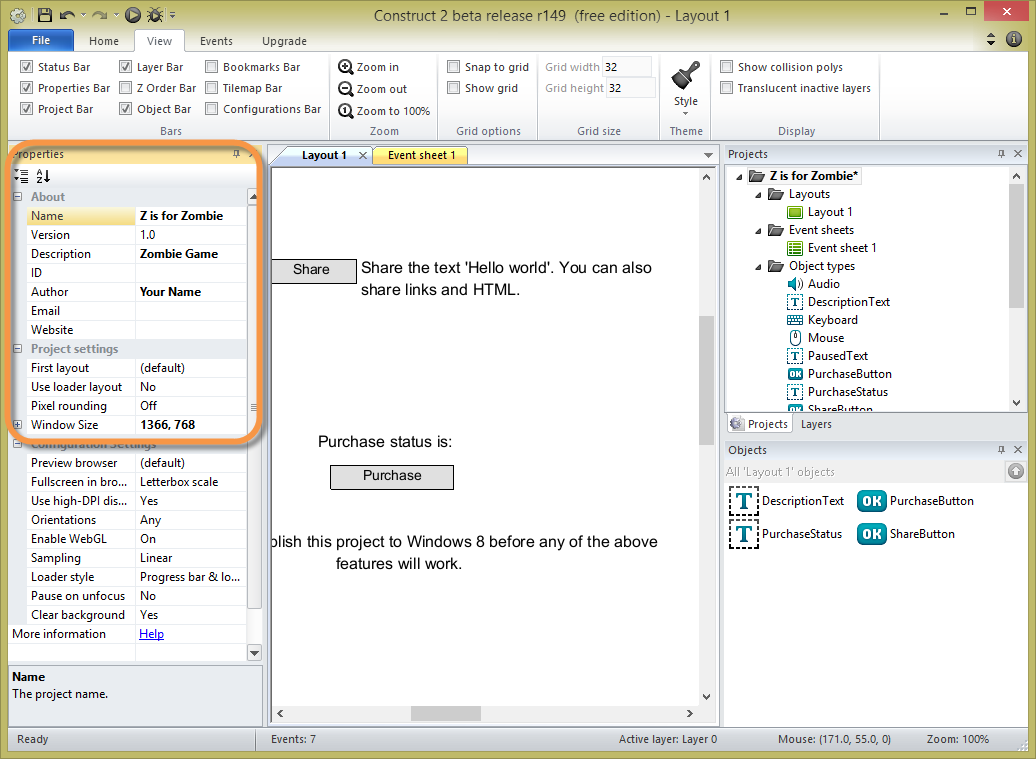 Construct 2 beta release r149 (free edition) - Layout 1
File Home View Events Upgrade
Status Bar Layer Bar Bookmarks Bar
Properties Bar Z Order Bar Tilemap Bar
Project Bar Object Bar Configurations Bar
Bars
Zoom in
Zoom out
Zoom to 100%
Zoom
Snap to grid
Show grid
Grid options
Grid width 32
Grid height 32
Grid size
Style
Theme
Show collision polys
Translucent inactive layers
Display
Properties
About
Name Z is for Zombie
Version 1.0
Description Zombie Game
ID
Author Your Name
Email
Website
Project settings
First layout (default)
Use loader layout No
Pixel rounding Off
Window Size 1366, 768
Configuration Settings
Preview browser (default)
Fullscreen in bro... Letterbox scale
Use high-DPI dis... Yes
Orientations Any
Enable WebGL On
Sampling Linear
Loader style Progress bar & lo...
Pause on unfocus No
Clear background Yes
More information Help
Name
The project name.
Layout 1 Event sheet 1
Share
Share the text 'Hello world'. You can also
share links and HTML.
Purchase status is:
Purchase
blish this project to Windows 8 before any of the above
features will work.
Projects
Z is for Zombie*
Layouts
Layout 1
Event sheets
Event sheet 1
Object types
Audio
T DescriptionText
Keyboard
Mouse
T PausedText
OK PurchaseButton
T PurchaseStatus
OK ShareButton
Projects Layers
Objects
All 'Layout 1' objects
T DescriptionText OK PurchaseButton
T PurchaseStatus OK ShareButton
Ready Events: 7 Active layer: Layer 0 Mouse: (171.0, 55.0, 0) Zoom: 100%